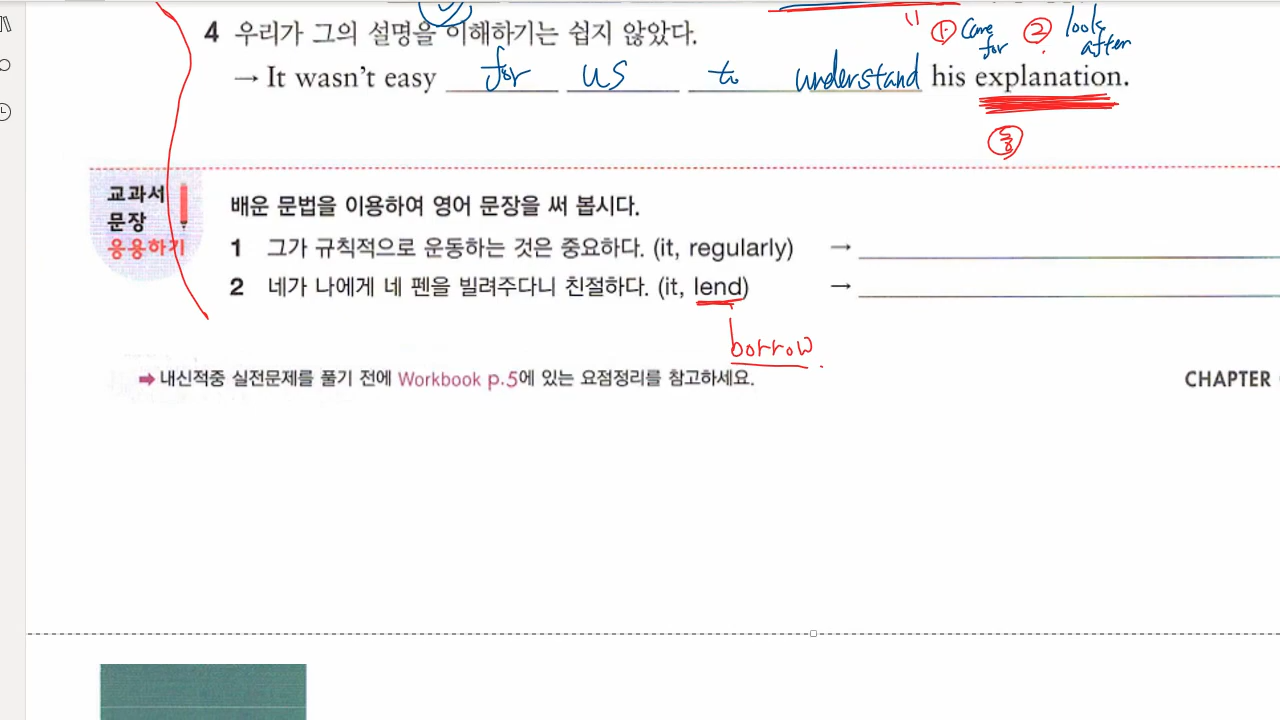 4 우리가 그의 설명을 이해하기는 쉽지 않았다.
① care for ② look after
→ It wasn't easy for us to understand his explanation.
교과서
문장
응용하기
배운 문법을 이용하여 영어 문장을 써 봅시다.
1 그가 규칙적으로 운동하는 것은 중요하다. (it, regularly) →
2 네가 나에게 네 펜을 빌려주다니 친절하다. (it, lend) →
borrow
➡ 내신적중 실전문제를 풀기 전에 Workbook p.5에 있는 요점정리를 참고하세요.
CHAPTER